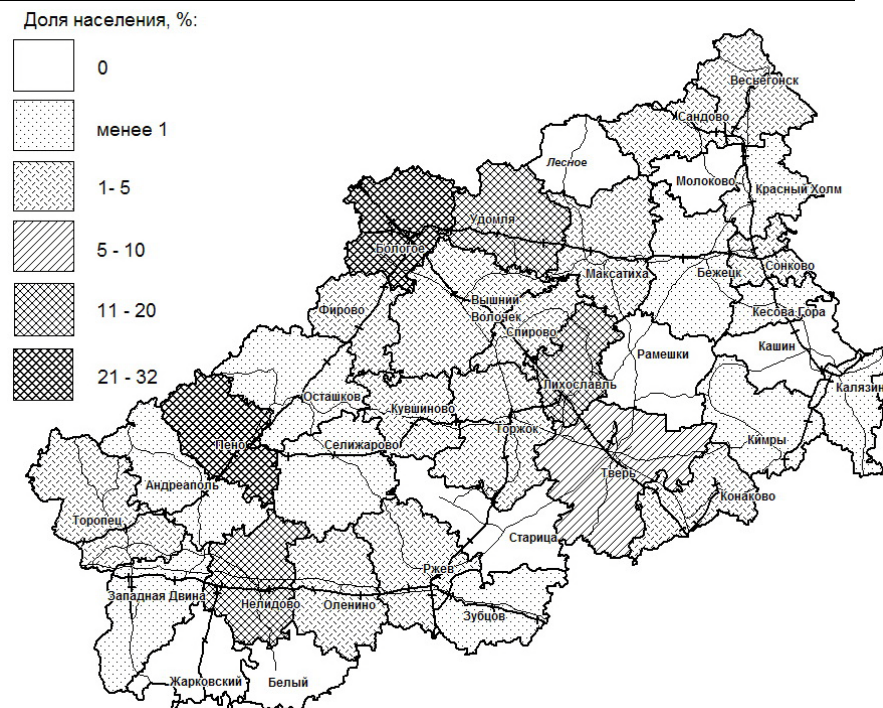 Доля населения, %:
0
менее 1
1- 5
5 - 10
11 - 20
21 - 32
Весьегонск
Сандово
Лесное
Молоково
Красный Холм
Удомля
Бологое
Максатиха
Бежецк
Сонково
Вышний
Волочек
Фирово
Спирово
Кесова Гора
Рамешки
Кашин
Лихославль
Калязин
Осташков
Кувшиново
Торжок
Кимры
Пено
Селижарово
Тверь
Андреаполь
Конаково
Торопец
Старица
Ржев
Западная Двина
Нелидово
Оленино
Зубцов
Жарковский
Белый